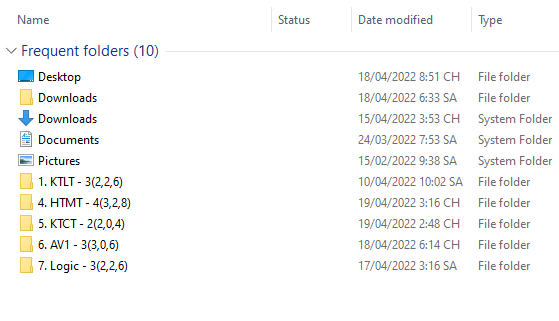 Name Status Date modified Type
Frequent folders (10)
Desktop 18/04/2022 8:51 CH File folder
Downloads 18/04/2022 6:33 SA File folder
Downloads 15/04/2022 3:53 CH System Folder
Documents 24/03/2022 7:53 SA System Folder
Pictures 15/02/2022 9:38 SA System Folder
1. KTLT - 3(2,2,6) 10/04/2022 10:02 SA File folder
4. HTMT - 4(3,2,8) 19/04/2022 3:16 CH File folder
5. KTCT - 2(2,0,4) 19/04/2022 2:48 CH File folder
6. AV1 - 3(3,0,6) 18/04/2022 6:14 CH File folder
7. Logic - 3(2,2,6) 17/04/2022 3:16 SA File folder